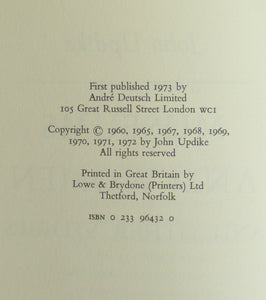 First published 1973 by
André Deutsch Limited
105 Great Russell Street London WC1
Copyright © 1960, 1965, 1967, 1968, 1969,
1970, 1971, 1972 by John Updike
All rights reserved
Printed in Great Britain by
Lowe & Brydone (Printers) Ltd
Thetford, Norfolk
ISBN 0 233 96432 0